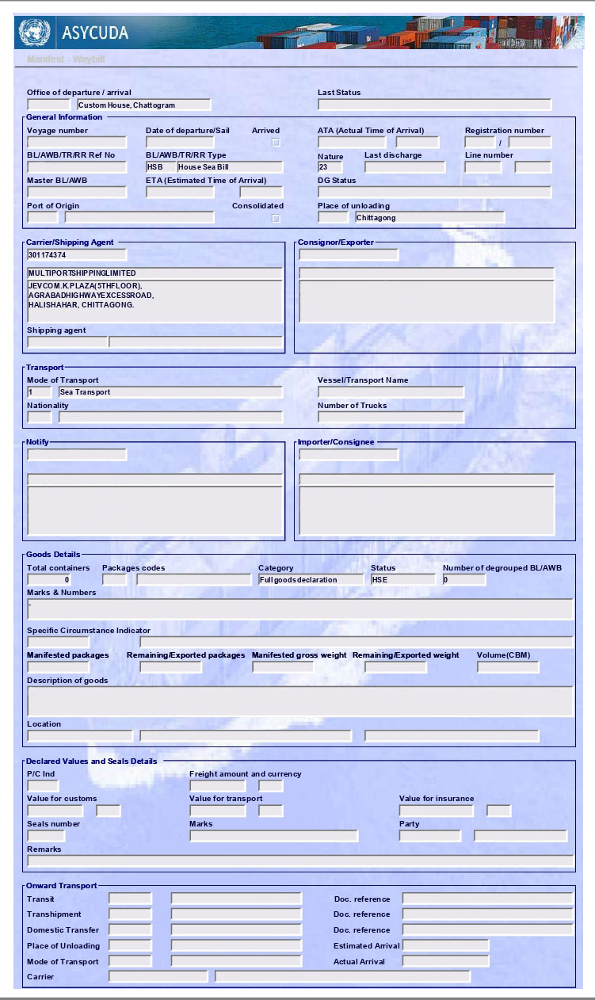 ASYCUDA
Manifest - Waybill
Office of departure / arrival Last Status
Custom House, Chattogram
General Information
Voyage number Date of departure/Sail Arrived ATA (Actual Time of Arrival) Registration number
/
BL/AWB/TR/RR Ref No BL/AWB/TR/RR Type Nature Last discharge Line number
HSB House Sea Bill 23
Master BL/AWB ETA (Estimated Time of Arrival) DG Status
Port of Origin Consolidated Place of unloading
Chittagong
Carrier/Shipping Agent Consignor/Exporter
301174374
MULTIPORTSHIPPINGLIMITED
JEVCOM.K.PLAZA(5THFLOOR),
AGRABADHIGHWAYEXCESSROAD,
HALISHAHAR, CHITTAGONG.
Shipping agent
Transport
Mode of Transport Vessel/Transport Name
1 Sea Transport
Nationality Number of Trucks
Notify Importer/Consignee
Goods Details
Total containers Packages codes Category Status Number of degrouped BL/AWB
0 Fullgoodsdeclaration HSE 0
Marks & Numbers
-
Specific Circumstance Indicator
Manifested packages Remaining/Exported packages Manifested gross weight Remaining/Exported weight Volume(CBM)
Description of goods
Location
Declared Values and Seals Details
P/C Ind Freight amount and currency
Value for customs Value for transport Value for insurance
Seals number Marks Party
Remarks
Onward Transport
Transit Doc. reference
Transhipment Doc. reference
Domestic Transfer Doc. reference
Place of Unloading Estimated Arrival
Mode of Transport Actual Arrival
Carrier